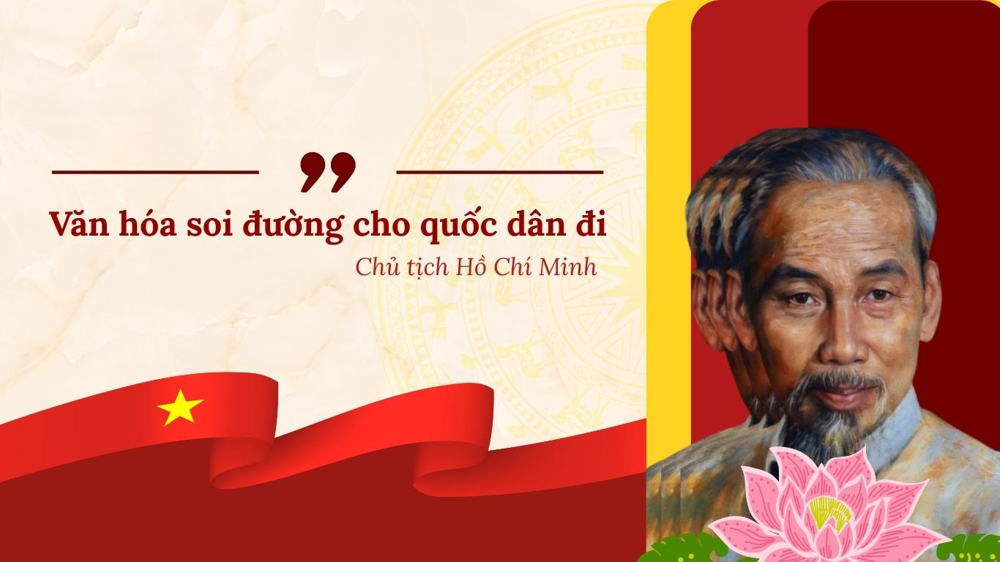 ”
Văn hóa soi đường cho quốc dân đi
Chủ tịch Hồ Chí Minh